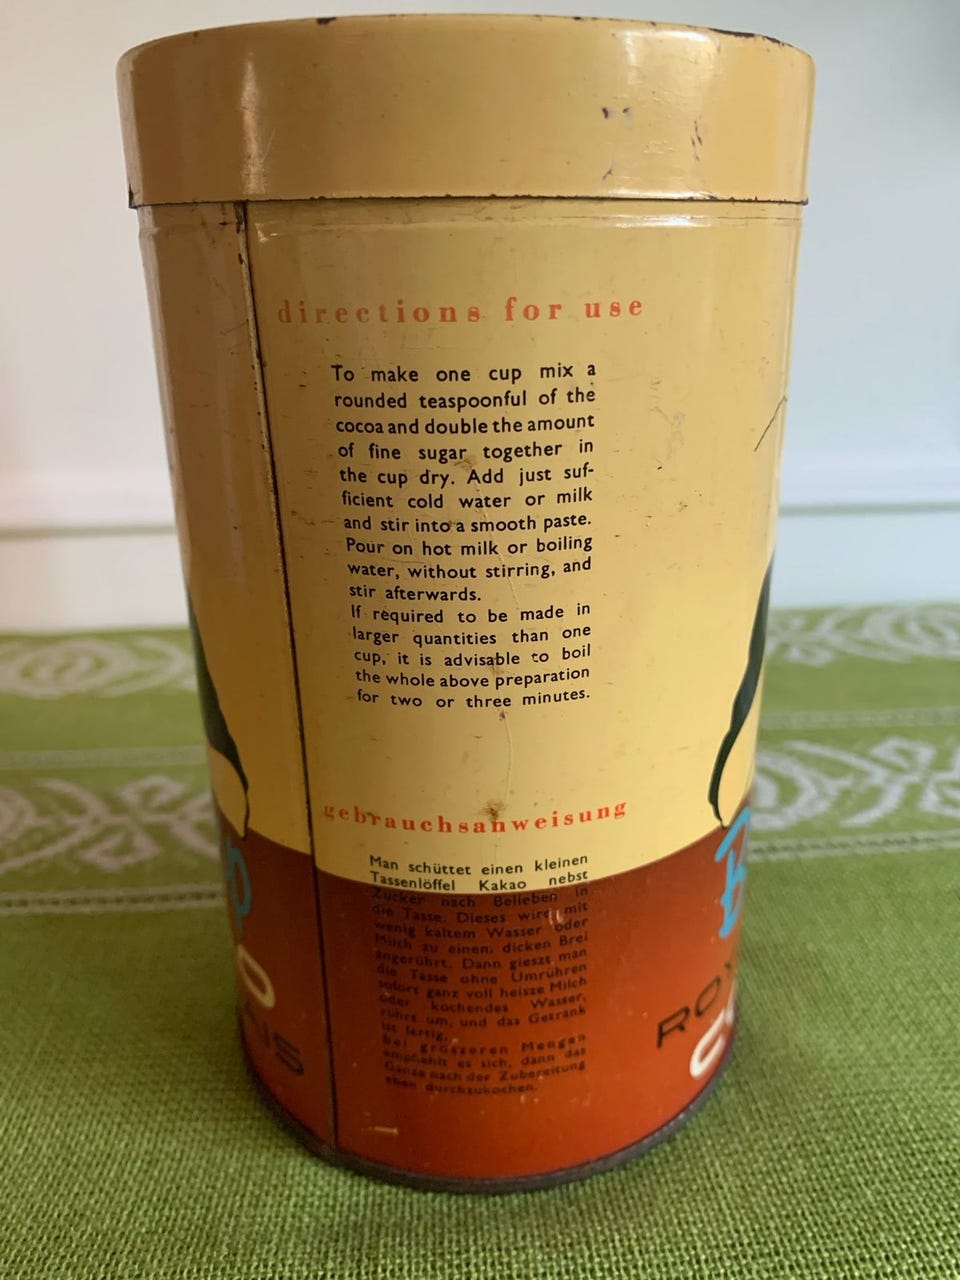 directions for use
To make one cup mix a
rounded teaspoonful of the
cocoa and double the amount
of fine sugar together in
the cup dry. Add just suf-
ficient cold water or milk
and stir into a smooth paste.
Pour on hot milk or boiling
water, without stirring, and
stir afterwards.
If required to be made in
larger quantities than one
cup, it is advisable to boil
the whole above preparation
for two or three minutes.
gebrauchsanweisung
Man schüttet einen kleinen
Tassenlöffel Kakao nebst
Zucker nach Belieben in
die Tasse. Dieses wird mit
wenig kaltem Wasser oder
Milch zu einen, dicken Brei
angerührt. Dann gieszt man
die Tasse ohne Umrühren
sofort ganz voll heisze Milch
oder kochendes Wasser,
rührt um, und das Getränk
ist fertig.
bei grösseren Mengen
empfiehlt es sich, dann das
Ganze nach der Zubereitung
eben durchzukochen.